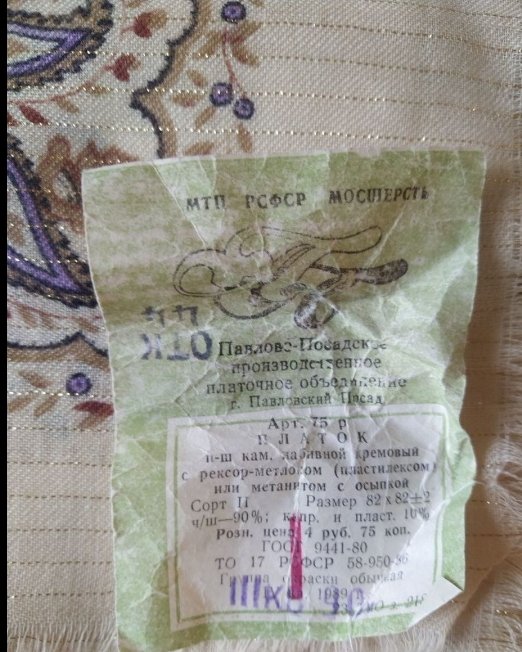 МТП РСФСР МОСШЕРСТЬ
ОТК
Павлово-Посадское
производственное
платочное объединение
г. Павловский Посад
Арт. 75 р
ПЛАТОК
п-ш кам. набивной кремовый
с рексор-метлоном (пластилексом)
или метанитом с осыпкой
Сорт II Размер 82×82±2
ч/ш—90%; капр. и пласт. 10%
Розн. цена 4 руб. 75 коп.
ГОСТ 9441-80
ТО 17 РСФСР 58-950-86
Группа окраски обычная
1989